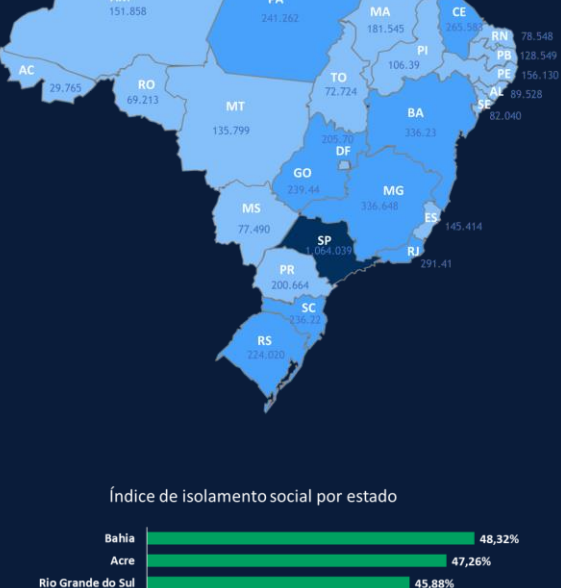 151.858
PA
241.262
MA
181.545
CE
265.583
PI
106.39
RN 78.548
PB 128.549
PE 156.130
AL 89.528
SE
82.040
AC
29.765
RO
69.213
MT
135.799
TO
72.724
BA
336.23
205.70
DF
GO
239.44
MG
336.648
MS
77.490
ES
145.414
SP
1.064.039
RJ
291.41
PR
200.664
SC
236.22
RS
224.020
Índice de isolamento social por estado
Bahia 48,32%
Acre 47,26%
Rio Grande do Sul 45,88%